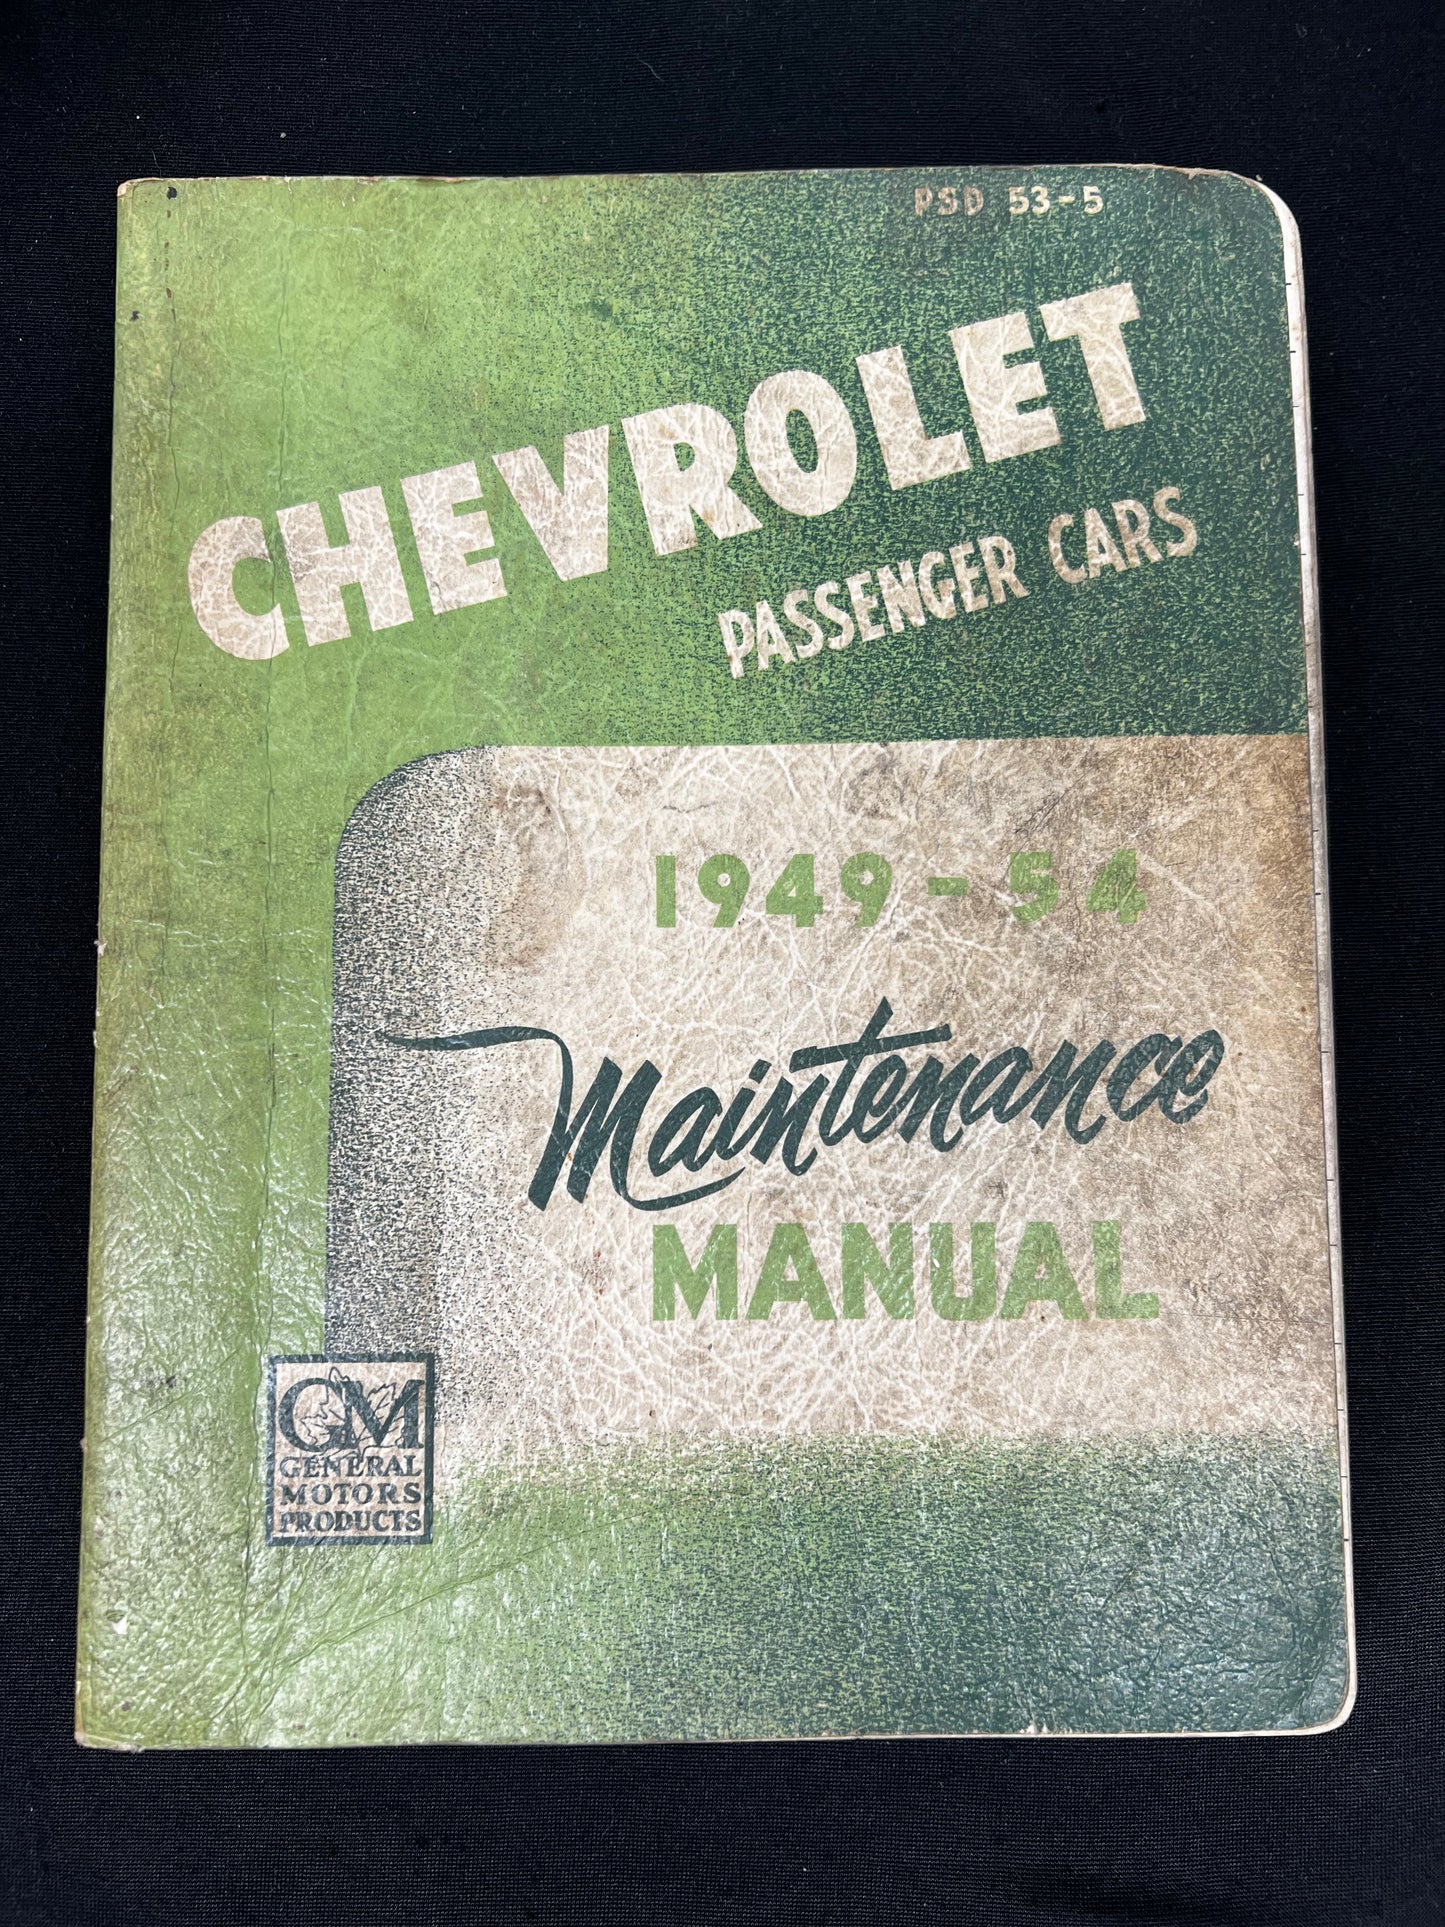 PSD 53-5
CHEVROLET
PASSENGER CARS
1949-54
Maintenance
MANUAL
GM
GENERAL
MOTORS
PRODUCTS